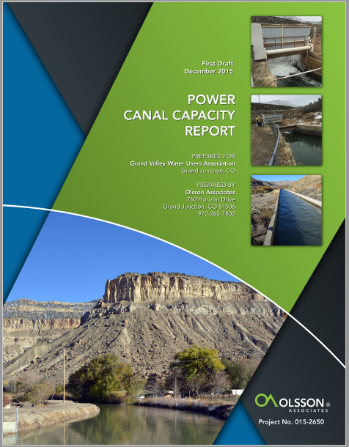 First Draft
December 2015
POWER
CANAL CAPACITY
REPORT
PREPARED FOR
Grand Valley Water Users Association
Grand Junction, CO
PREPARED BY
Olsson Associates
760 Horizon Drive
Grand Junction, CO 81506
970-263-7800
OLSSON ®
ASSOCIATES
Project No. 015-2650